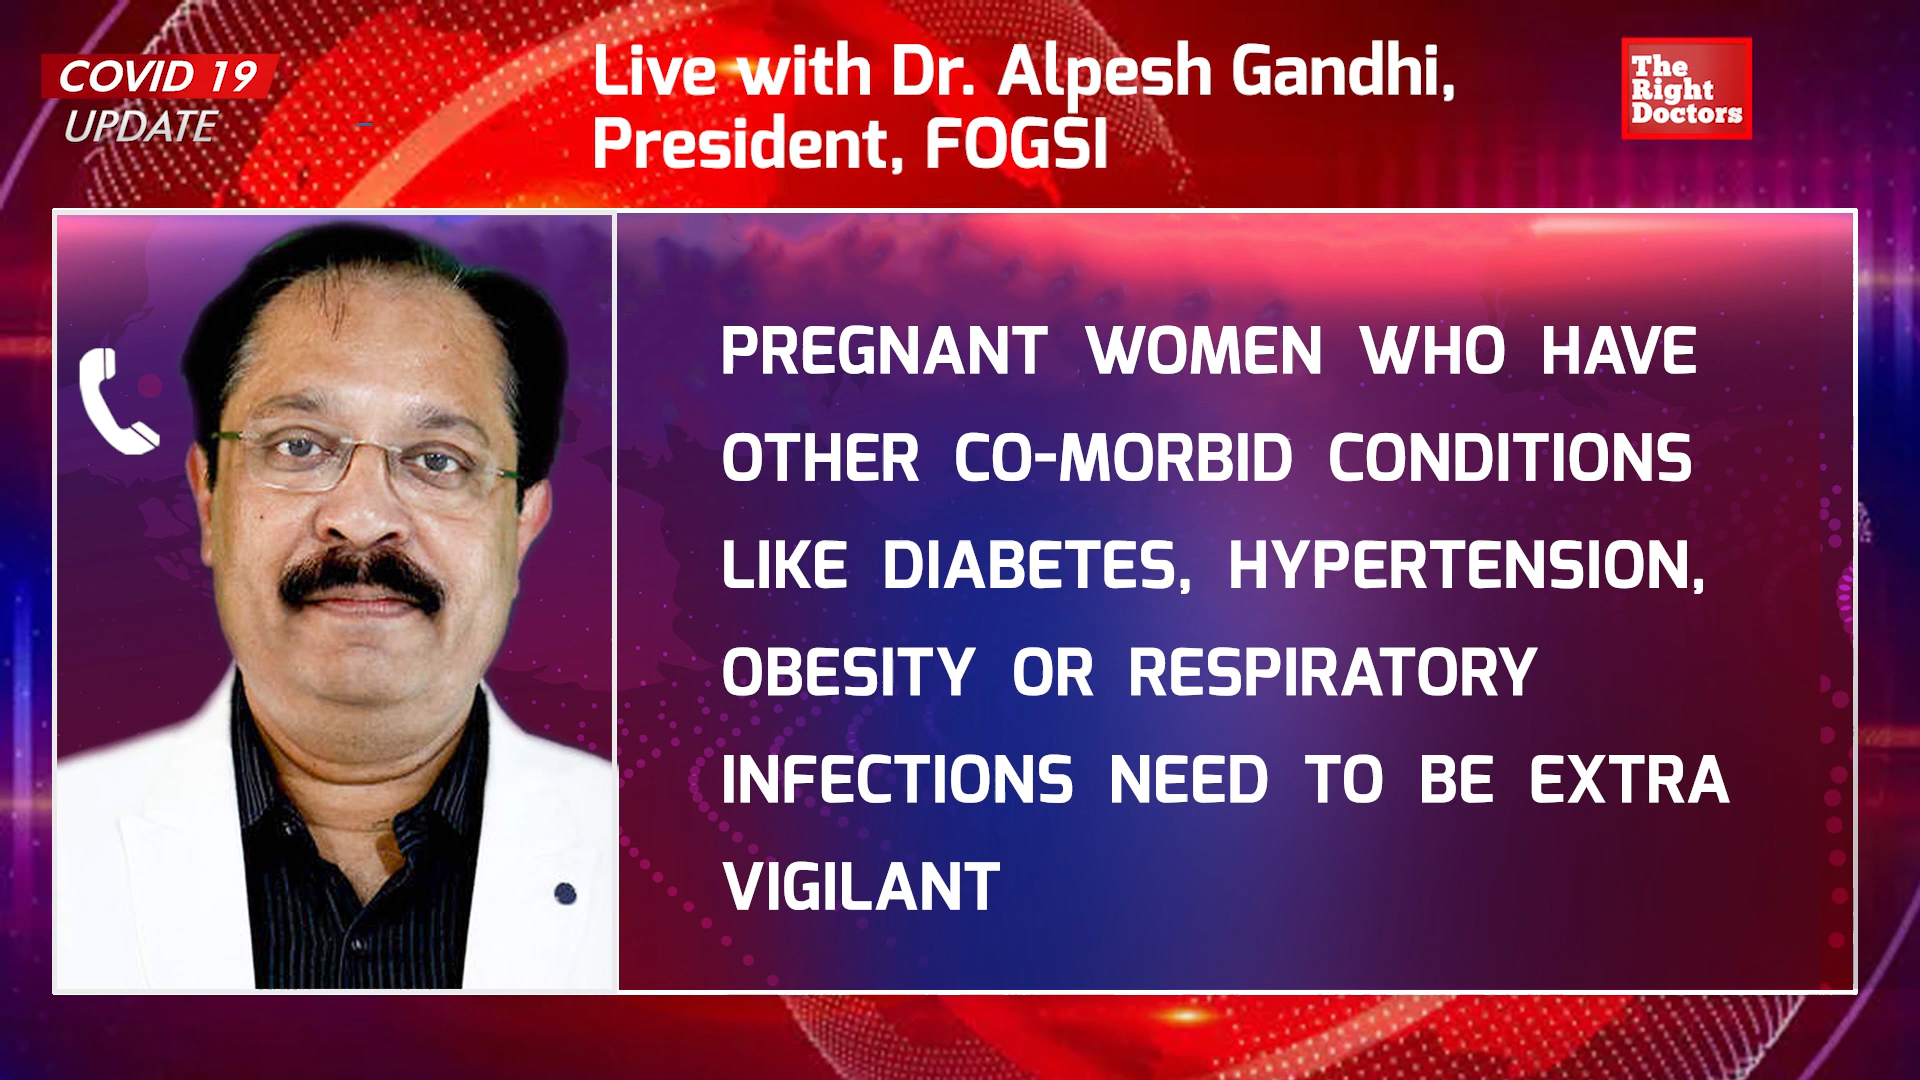 COVID 19
UPDATE
Live with Dr. Alpesh Gandhi,
President, FOGSI
The
Right
Doctors
PREGNANT WOMEN WHO HAVE
OTHER CO-MORBID CONDITIONS
LIKE DIABETES, HYPERTENSION,
OBESITY OR RESPIRATORY
INFECTIONS NEED TO BE EXTRA
VIGILANT